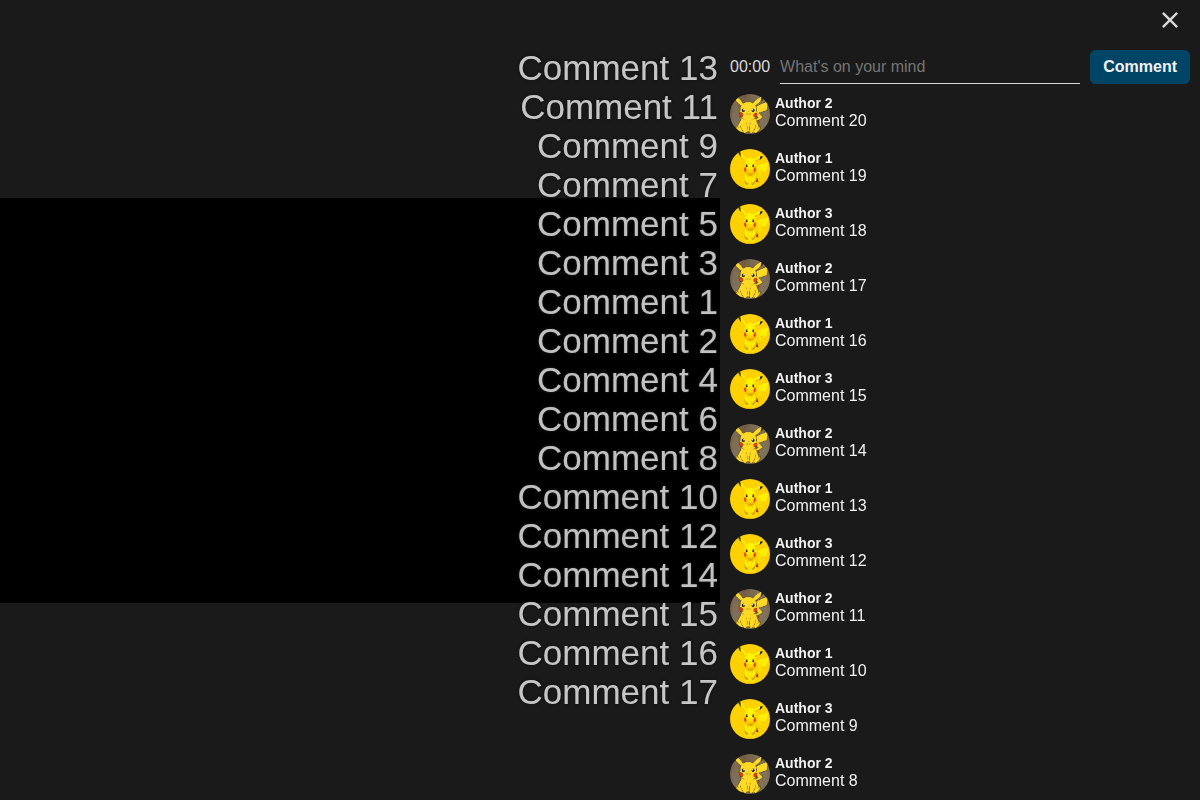 Comment 13
Comment 11
Comment 9
Comment 7
Comment 5
Comment 3
Comment 1
Comment 2
Comment 4
Comment 6
Comment 8
Comment 10
Comment 12
Comment 14
Comment 15
Comment 16
Comment 17
00:00 What's on your mind Comment
Author 2
Comment 20
Author 1
Comment 19
Author 3
Comment 18
Author 2
Comment 17
Author 1
Comment 16
Author 3
Comment 15
Author 2
Comment 14
Author 1
Comment 13
Author 3
Comment 12
Author 2
Comment 11
Author 1
Comment 10
Author 3
Comment 9
Author 2
Comment 8